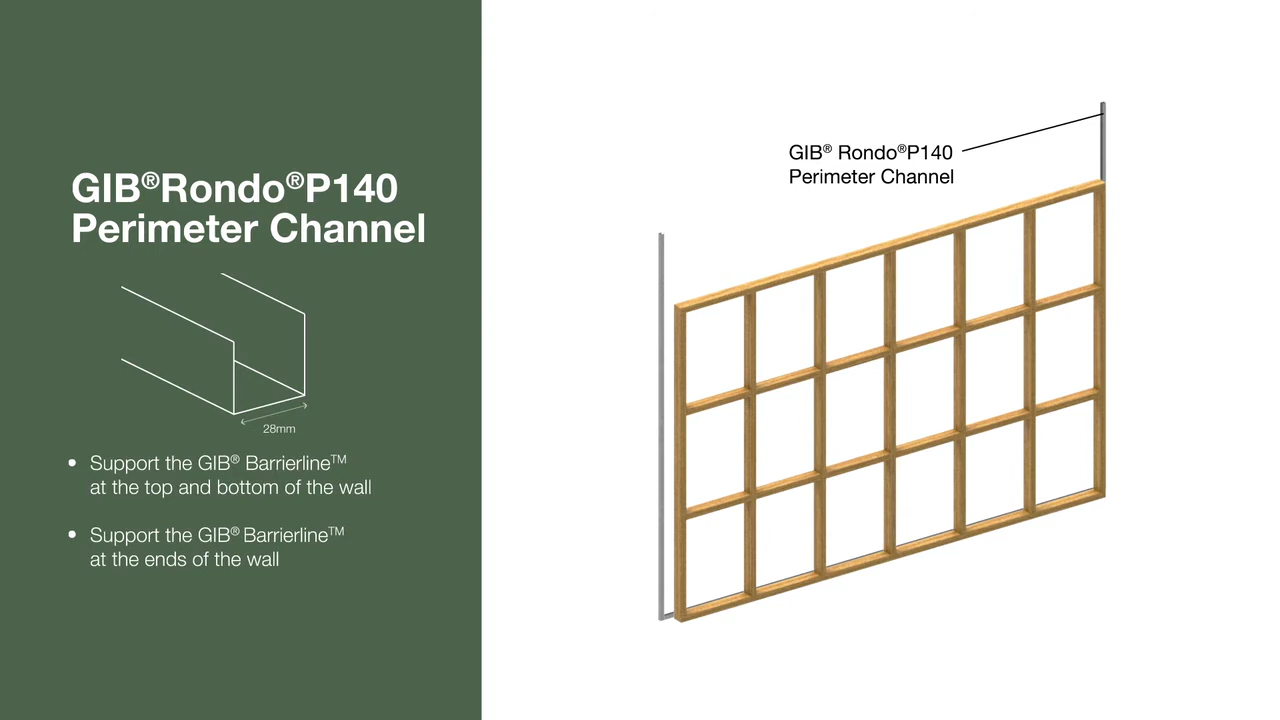 GIB®Rondo®P140
Perimeter Channel
28mm
• Support the GIB® Barrierline™
at the top and bottom of the wall
• Support the GIB® Barrierline™
at the ends of the wall
GIB® Rondo®P140
Perimeter Channel